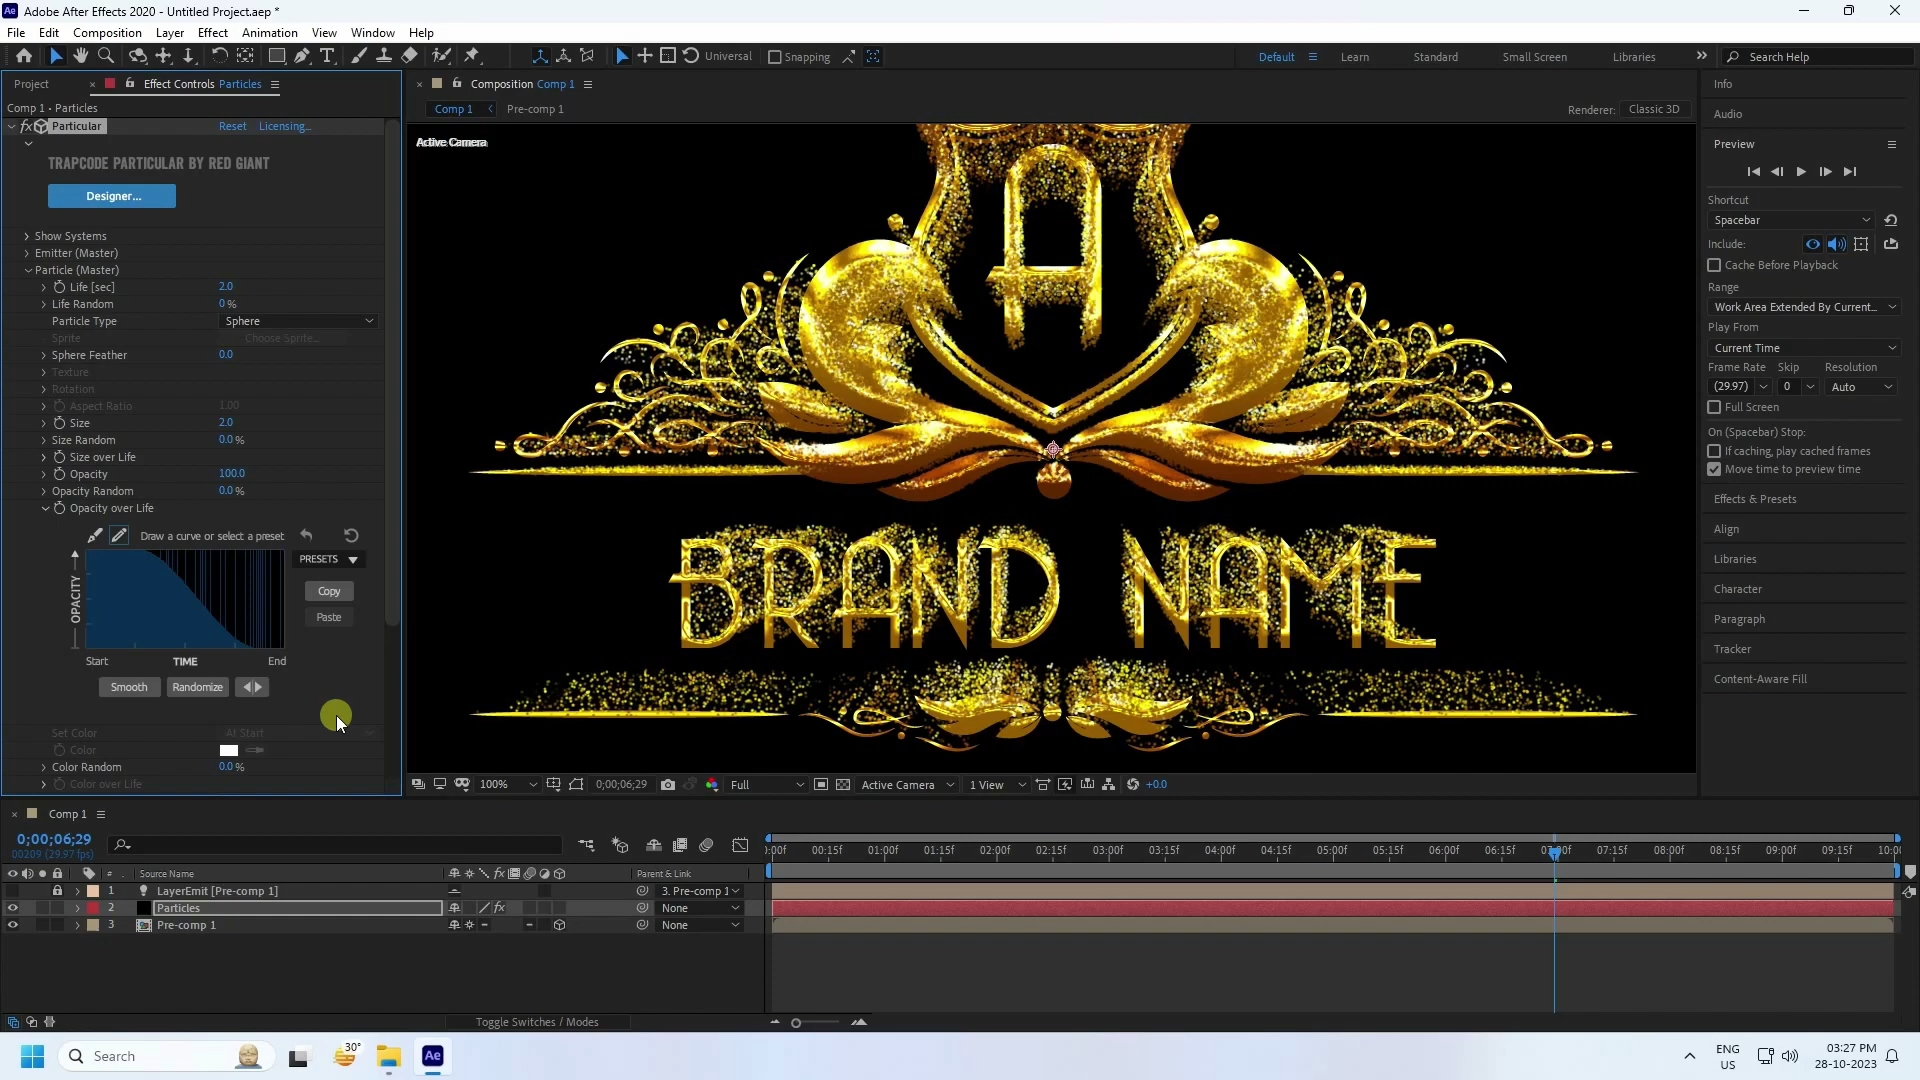 Ae Adobe After Effects 2020 - Untitled Project.aep *
File Edit Composition Layer Effect Animation View Window Help
Universal Snapping Default Learn Standard Small Screen Libraries Search Help
Project Effect Controls Particles
Comp 1 • Particles
fx Particular Reset Licensing...
TRAPCODE PARTICULAR BY RED GIANT
Designer...
Show Systems
Emitter (Master)
Particle (Master)
Life [sec] 2.0
Life Random 0 %
Particle Type Sphere
Sprite Choose Sprite...
Sphere Feather 0.0
Texture
Rotation
Aspect Ratio 1.00
Size 2.0
Size Random 0.0 %
Size over Life
Opacity 100.0
Opacity Random 0.0 %
Opacity over Life
Draw a curve or select a preset
PRESETS
OPACITY
Copy
Paste
Start TIME End
Smooth Randomize
Set Color At Start
Color
Color Random 0.0 %
Color over Life
Composition Comp 1
Comp 1 Pre-comp 1
Renderer: Classic 3D
Active Camera
A
BRAND NAME
100% 0;00;06;29 Full Active Camera 1 View +0.0
Info
Audio
Preview
Shortcut
Spacebar
Include:
Cache Before Playback
Range
Work Area Extended By Current...
Play From
Current Time
Frame Rate Skip Resolution
(29.97) 0 Auto
Full Screen
On (Spacebar) Stop:
If caching, play cached frames
Move time to preview time
Effects & Presets
Align
Libraries
Character
Paragraph
Tracker
Content-Aware Fill
Comp 1
0;00;06;29
00209 (29.97 fps)
:00f 00:15f 01:00f 01:15f 02:00f 02:15f 03:00f 03:15f 04:00f 04:15f 05:00f 05:15f 06:00f 06:15f 07:00f 07:15f 08:00f 08:15f 09:00f 09:15f 10:0
# Source Name fx Parent & Link
1 LayerEmit [Pre-comp 1] 3. Pre-comp 1
2 Particles fx None
3 Pre-comp 1 None
Toggle Switches / Modes
Search 30° Ae
ENG
US
03:27 PM
28-10-2023